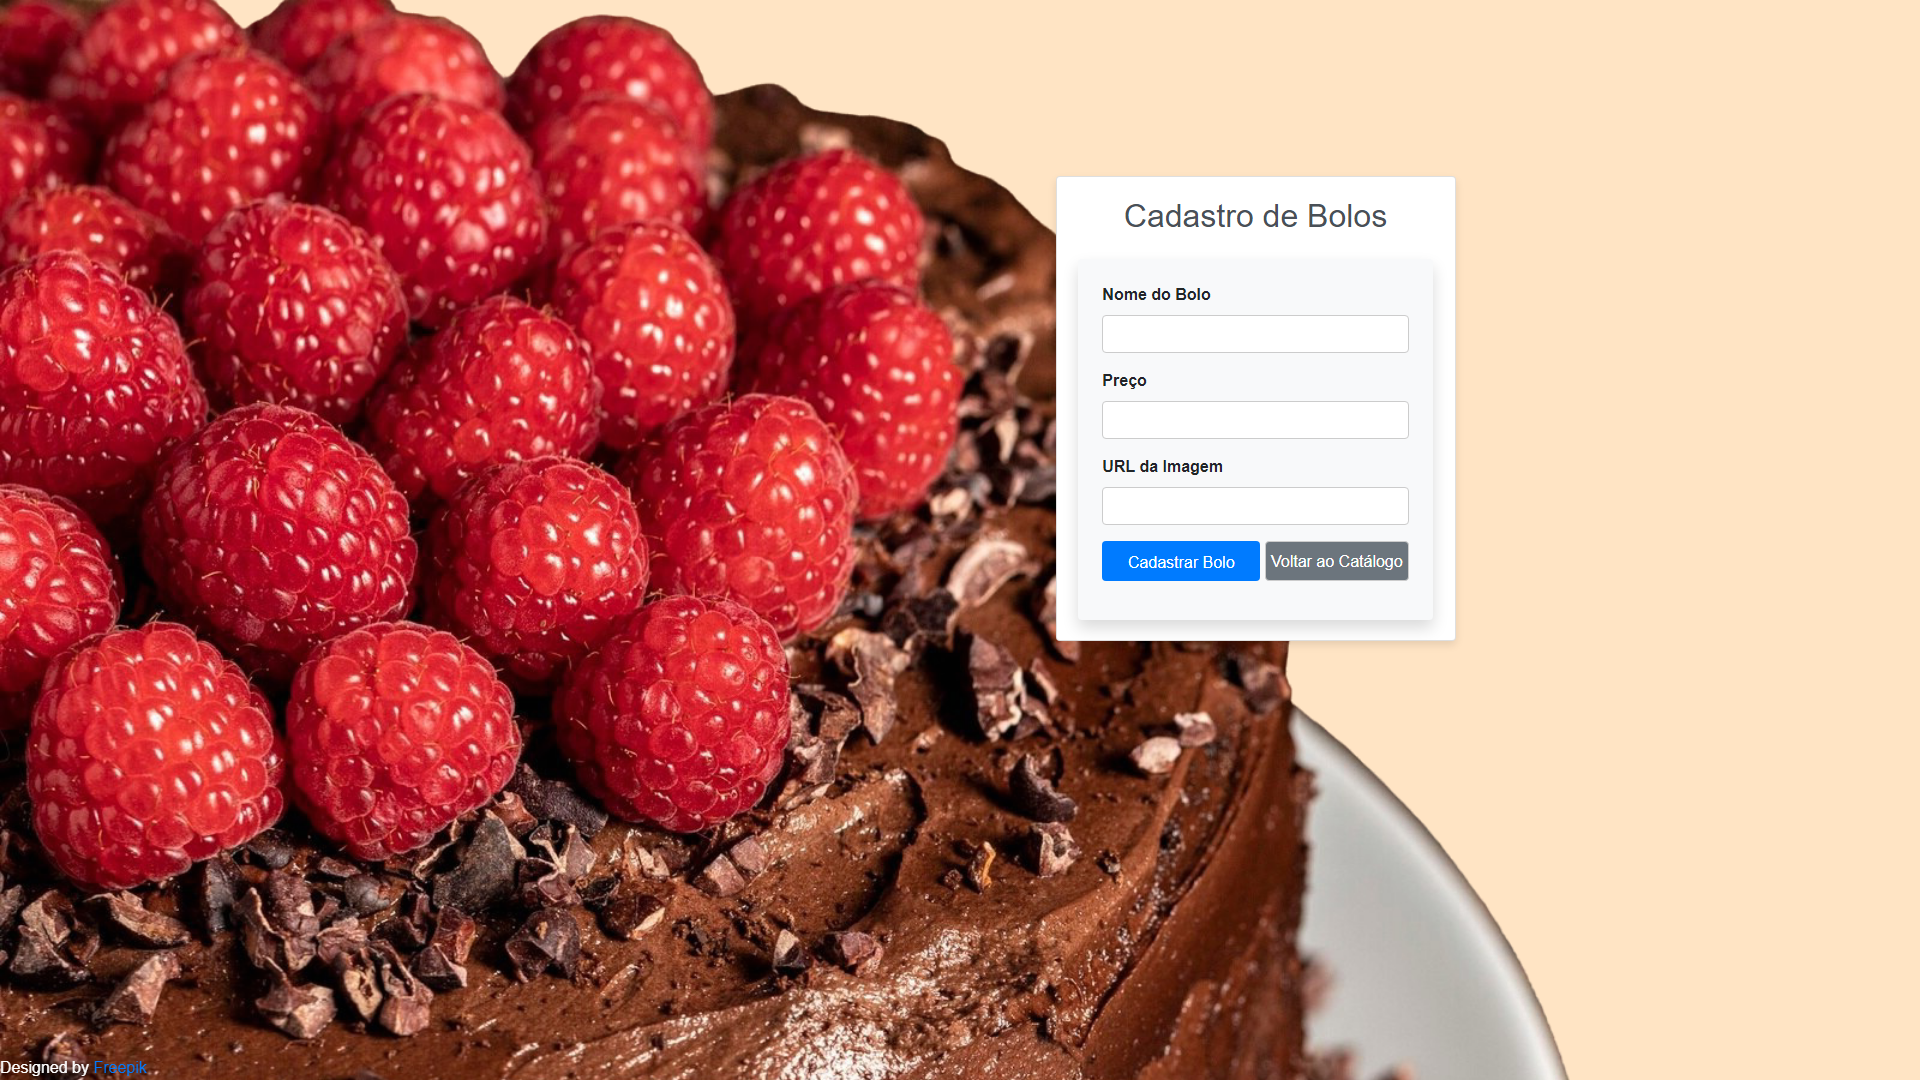 Cadastro de Bolos
Nome do Bolo
Preço
URL da Imagem
Cadastrar Bolo
Voltar ao Catálogo
Designed by Freepik